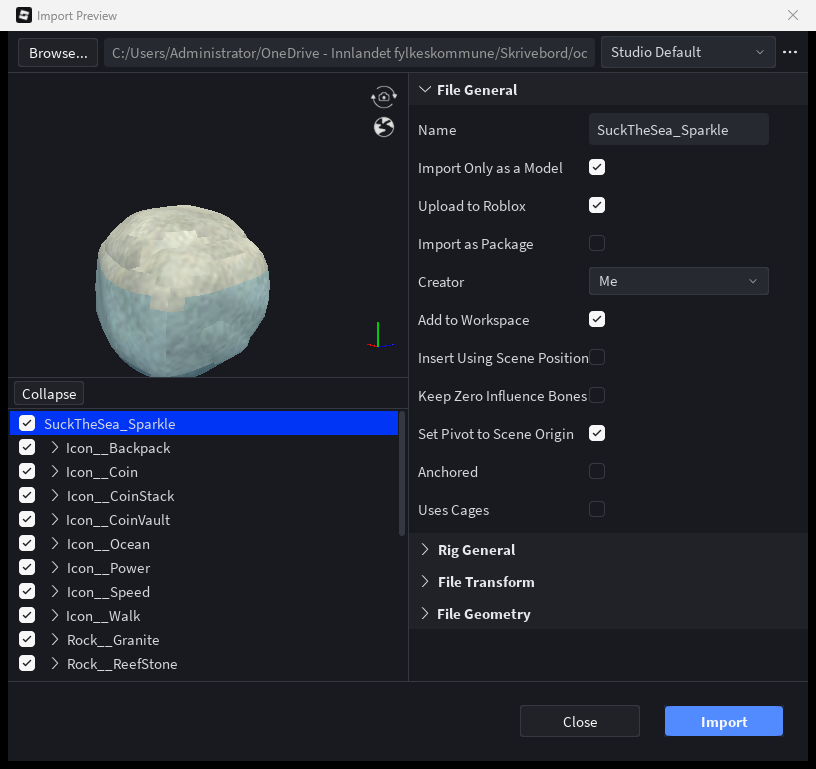 Import Preview
Browse...
C:/Users/Administrator/OneDrive - Innlandet fylkeskommune/Skrivebord/oc
Studio Default
File General
Name
SuckTheSea_Sparkle
Import Only as a Model
Upload to Roblox
Import as Package
Creator
Me
Add to Workspace
Insert Using Scene Position
Keep Zero Influence Bones
Set Pivot to Scene Origin
Anchored
Uses Cages
Rig General
File Transform
File Geometry
Collapse
SuckTheSea_Sparkle
Icon__Backpack
Icon__Coin
Icon__CoinStack
Icon__CoinVault
Icon__Ocean
Icon__Power
Icon__Speed
Icon__Walk
Rock__Granite
Rock__ReefStone
Close
Import